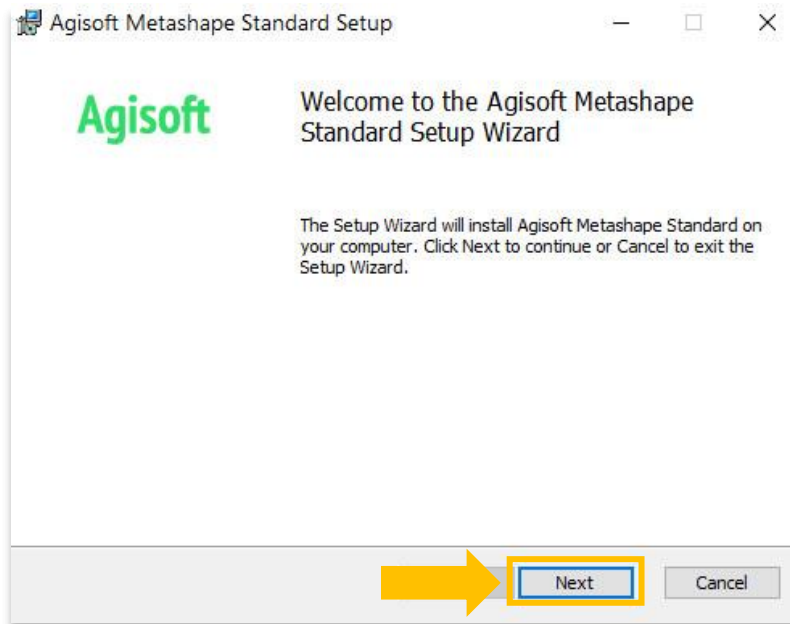 Agisoft Metashape Standard Setup
Agisoft
Welcome to the Agisoft Metashape
Standard Setup Wizard
The Setup Wizard will install Agisoft Metashape Standard on
your computer. Click Next to continue or Cancel to exit the
Setup Wizard.
Next
Cancel